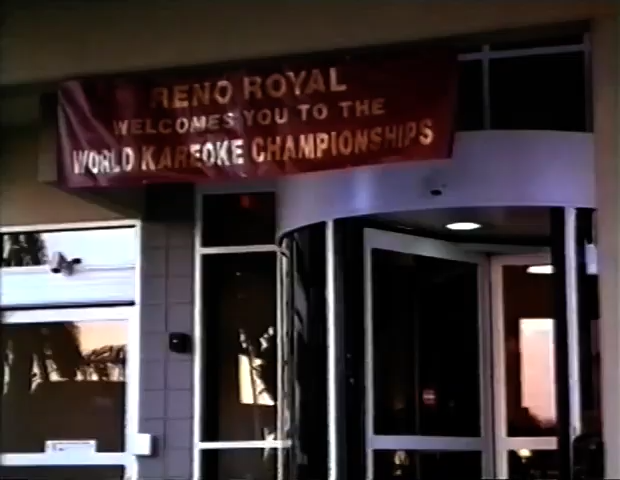 RENO ROYAL
WELCOMES YOU TO THE
WORLD KAREOKE CHAMPIONSHIPS